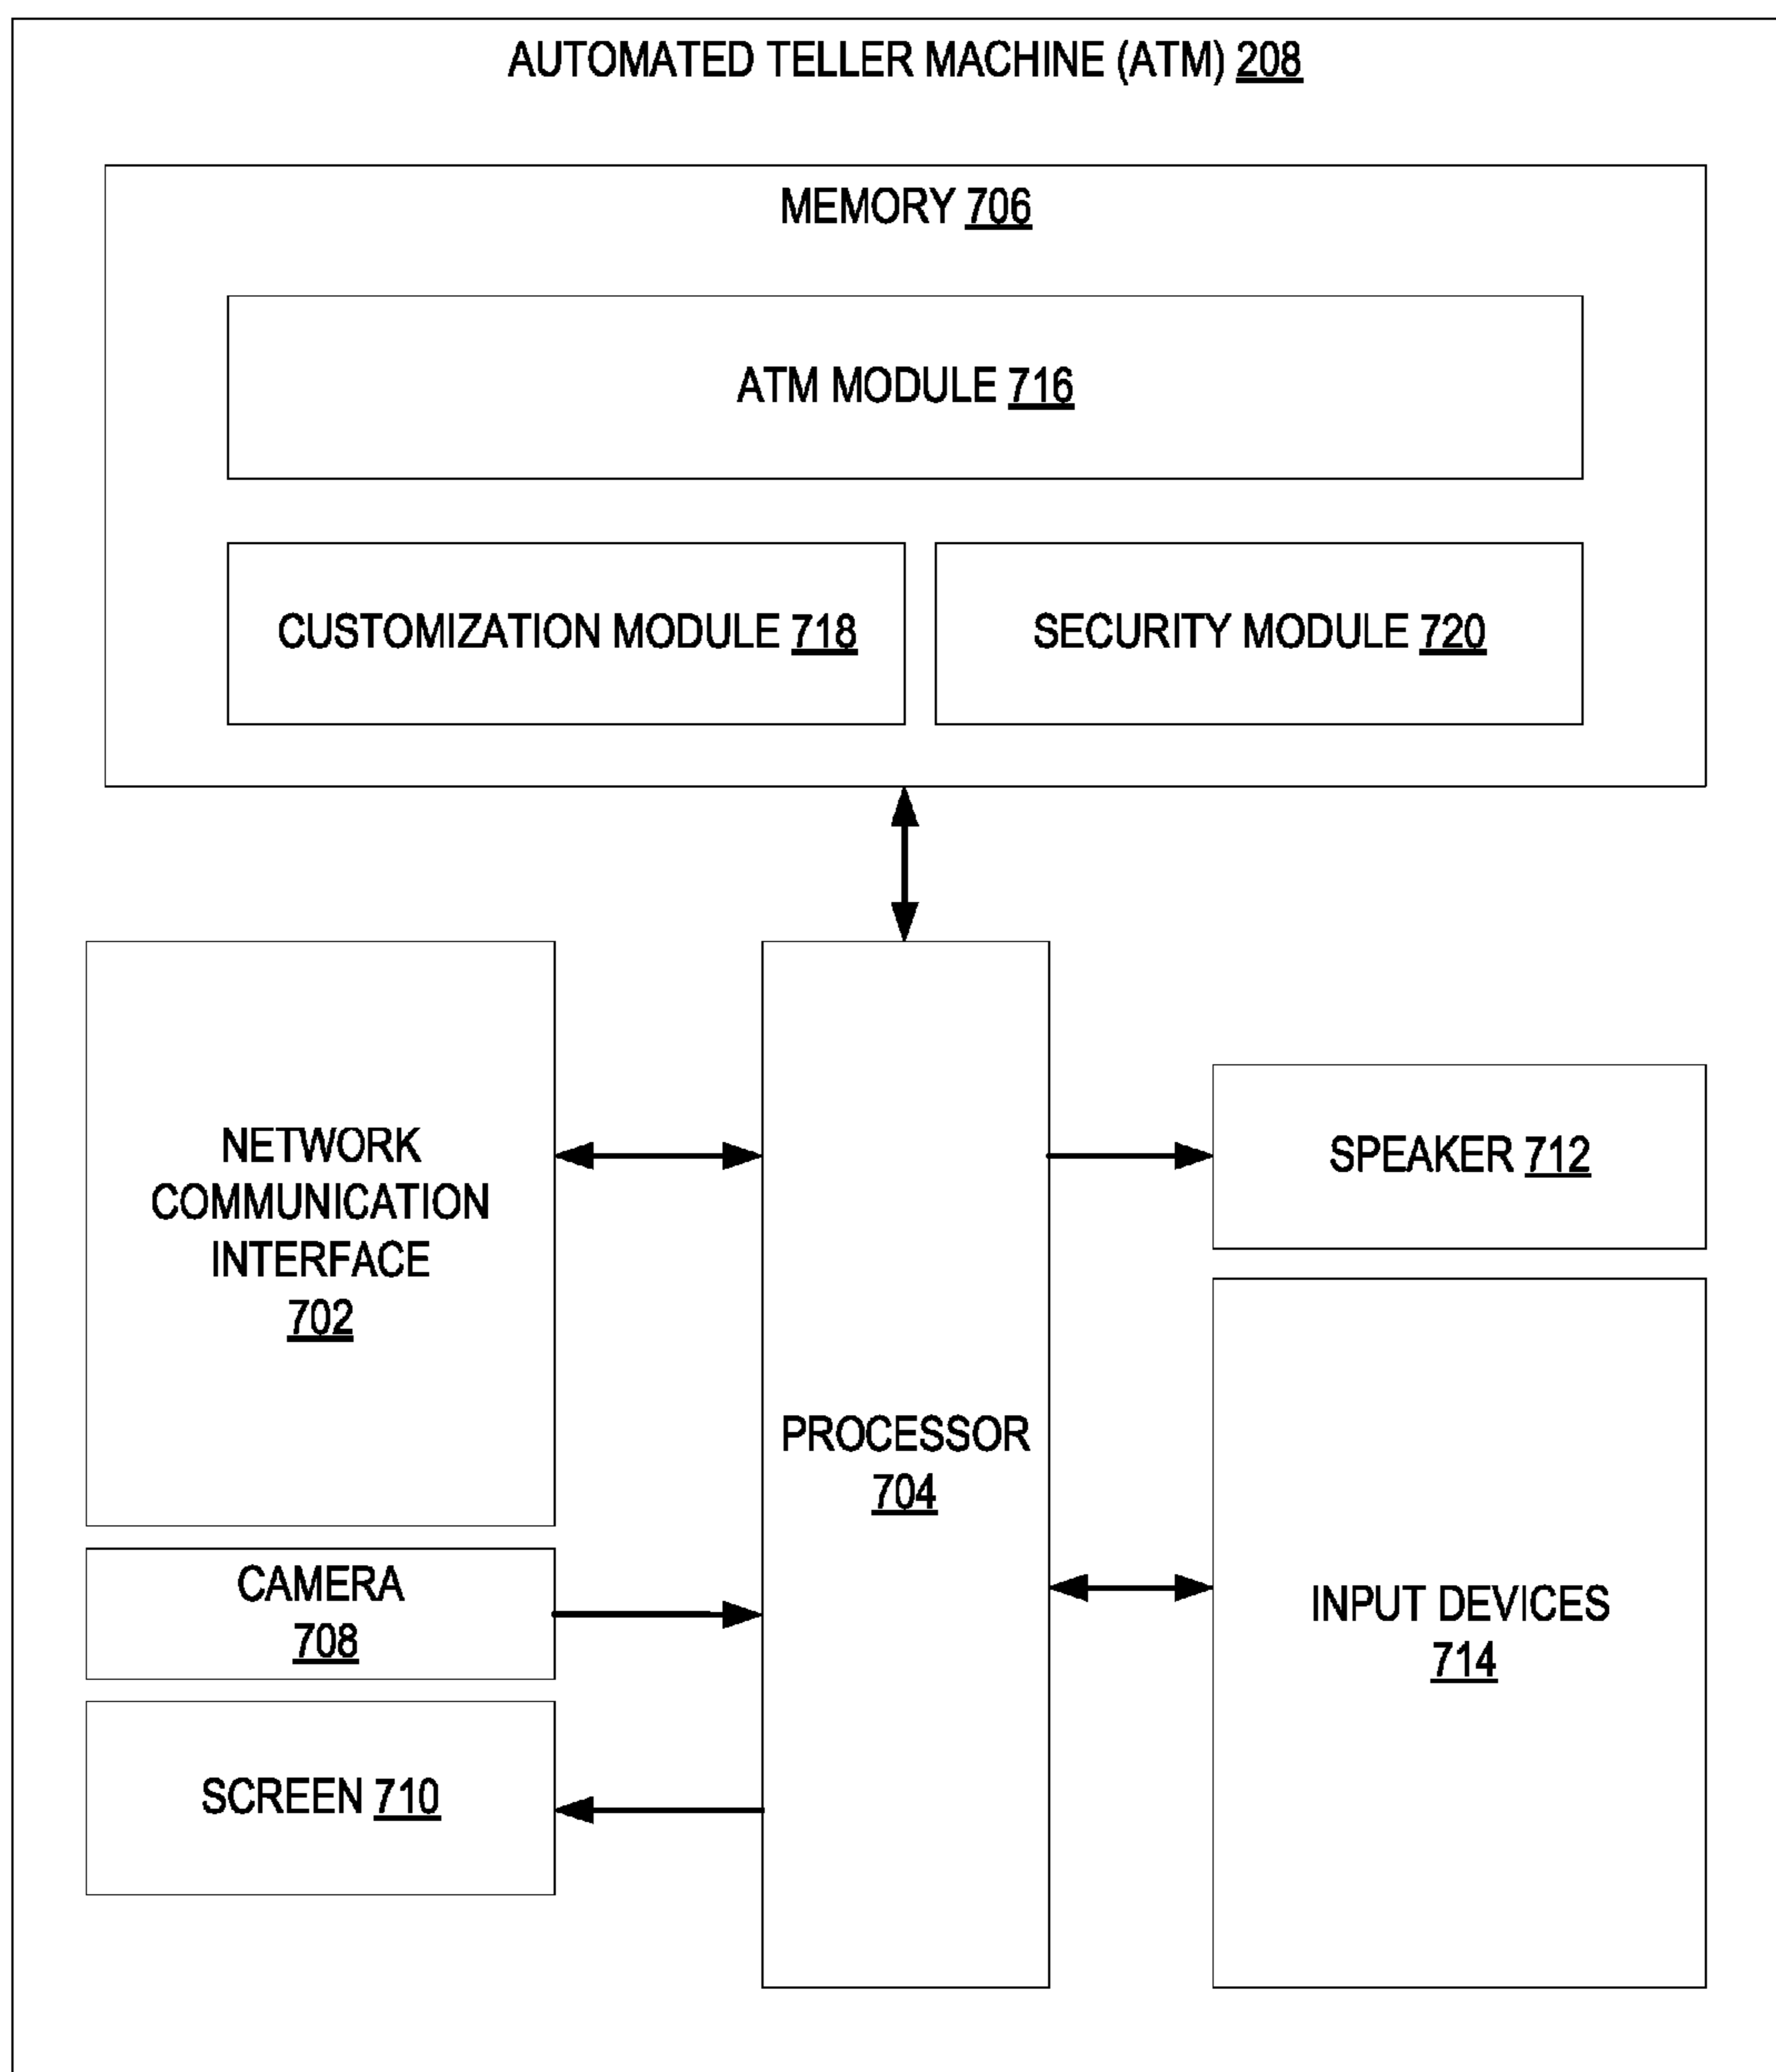 AUTOMATED TELLER MACHINE (ATM) 208
MEMORY 706
ATM MODULE 716
CUSTOMIZATION MODULE 718
SECURITY MODULE 720
NETWORK
COMMUNICATION
INTERFACE
702
PROCESSOR
704
SPEAKER 712
CAMERA
708
INPUT DEVICES
714
SCREEN 710